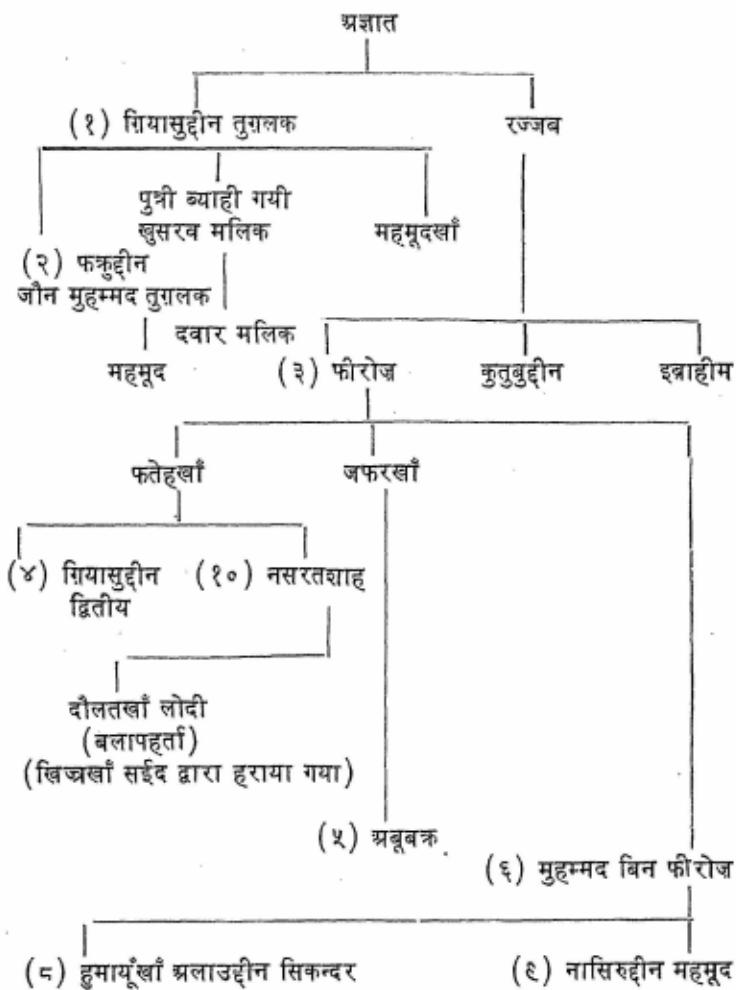 अज्ञात
(१) ग़ियासुद्दीन तुग़लक रज्जब
पुत्री ब्याही गयी
खुसरव मलिक महमूदखाँ
(२) फक्रुद्दीन
जौन मुहम्मद तुग़लक
दवार मलिक
महमूद (३) फीरोज़ कुतुबुद्दीन इब्राहीम
फतेहखाँ जफरखाँ
(४) ग़ियासुद्दीन (१०) नसरतशाह
द्वितीय
दौलतखाँ लोदी
(बलापहर्ता)
(खिज्रखाँ सईद द्वारा हराया गया)
(५) अबूबक्र
(६) मुहम्मद बिन फीरोज़
(८) हुमायूँखाँ अलाउद्दीन सिकन्दर (९) नासिरुद्दीन महमूद